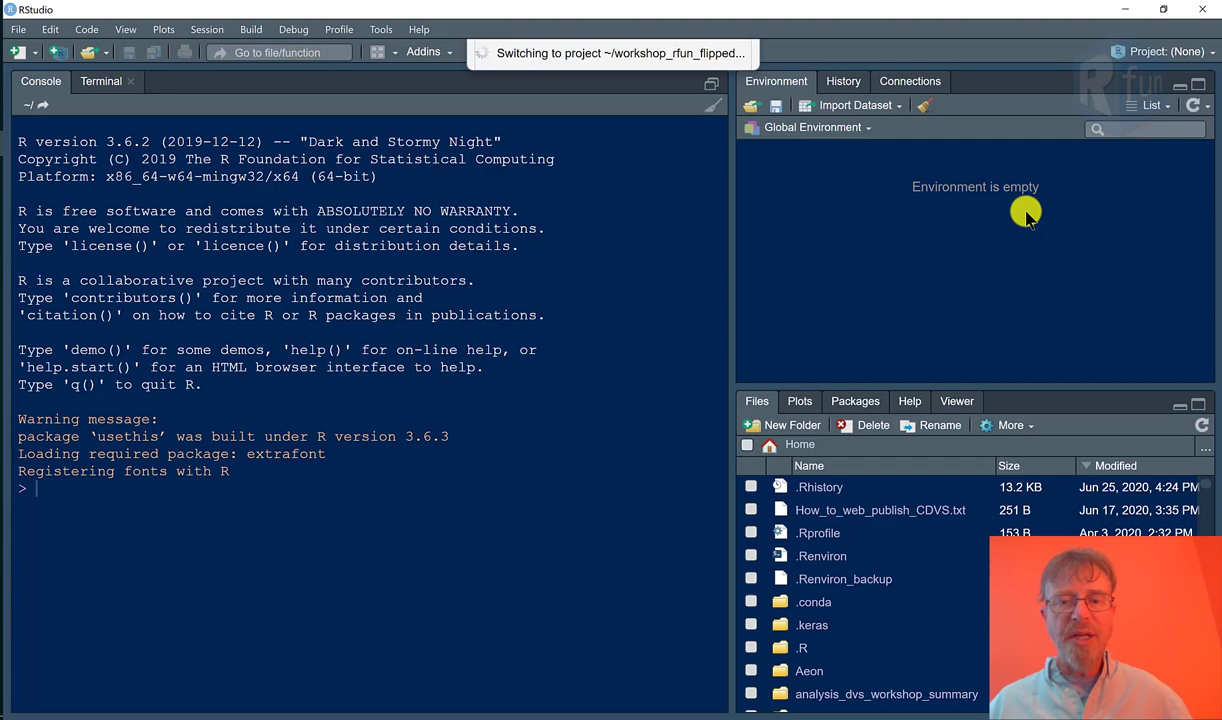 RStudio
File Edit Code View Plots Session Build Debug Profile Tools Help
Go to file/function
Addins
Switching to project ~/workshop_rfun_flipped...
Project: (None)
Console Terminal
~/
R version 3.6.2 (2019-12-12) -- "Dark and Stormy Night"
Copyright (C) 2019 The R Foundation for Statistical Computing
Platform: x86_64-w64-mingw32/x64 (64-bit)
R is free software and comes with ABSOLUTELY NO WARRANTY.
You are welcome to redistribute it under certain conditions.
Type 'license()' or 'licence()' for distribution details.
R is a collaborative project with many contributors.
Type 'contributors()' for more information and
'citation()' on how to cite R or R packages in publications.
Type 'demo()' for some demos, 'help()' for on-line help, or
'help.start()' for an HTML browser interface to help.
Type 'q()' to quit R.
Warning message:
package ‘usethis’ was built under R version 3.6.3
Loading required package: extrafont
Registering fonts with R
>
Environment History Connections
R fun
Import Dataset
List
Global Environment
Environment is empty
Files Plots Packages Help Viewer
New Folder Delete Rename More
Home ...
Name Size Modified
.Rhistory 13.2 KB Jun 25, 2020, 4:24 PM
How_to_web_publish_CDVS.txt 251 B Jun 17, 2020, 3:35 PM
.Rprofile 153 B Apr 3, 2020, 2:32 PM
.Renviron
.Renviron_backup
.conda
.keras
.R
Aeon
analysis_dvs_workshop_summary